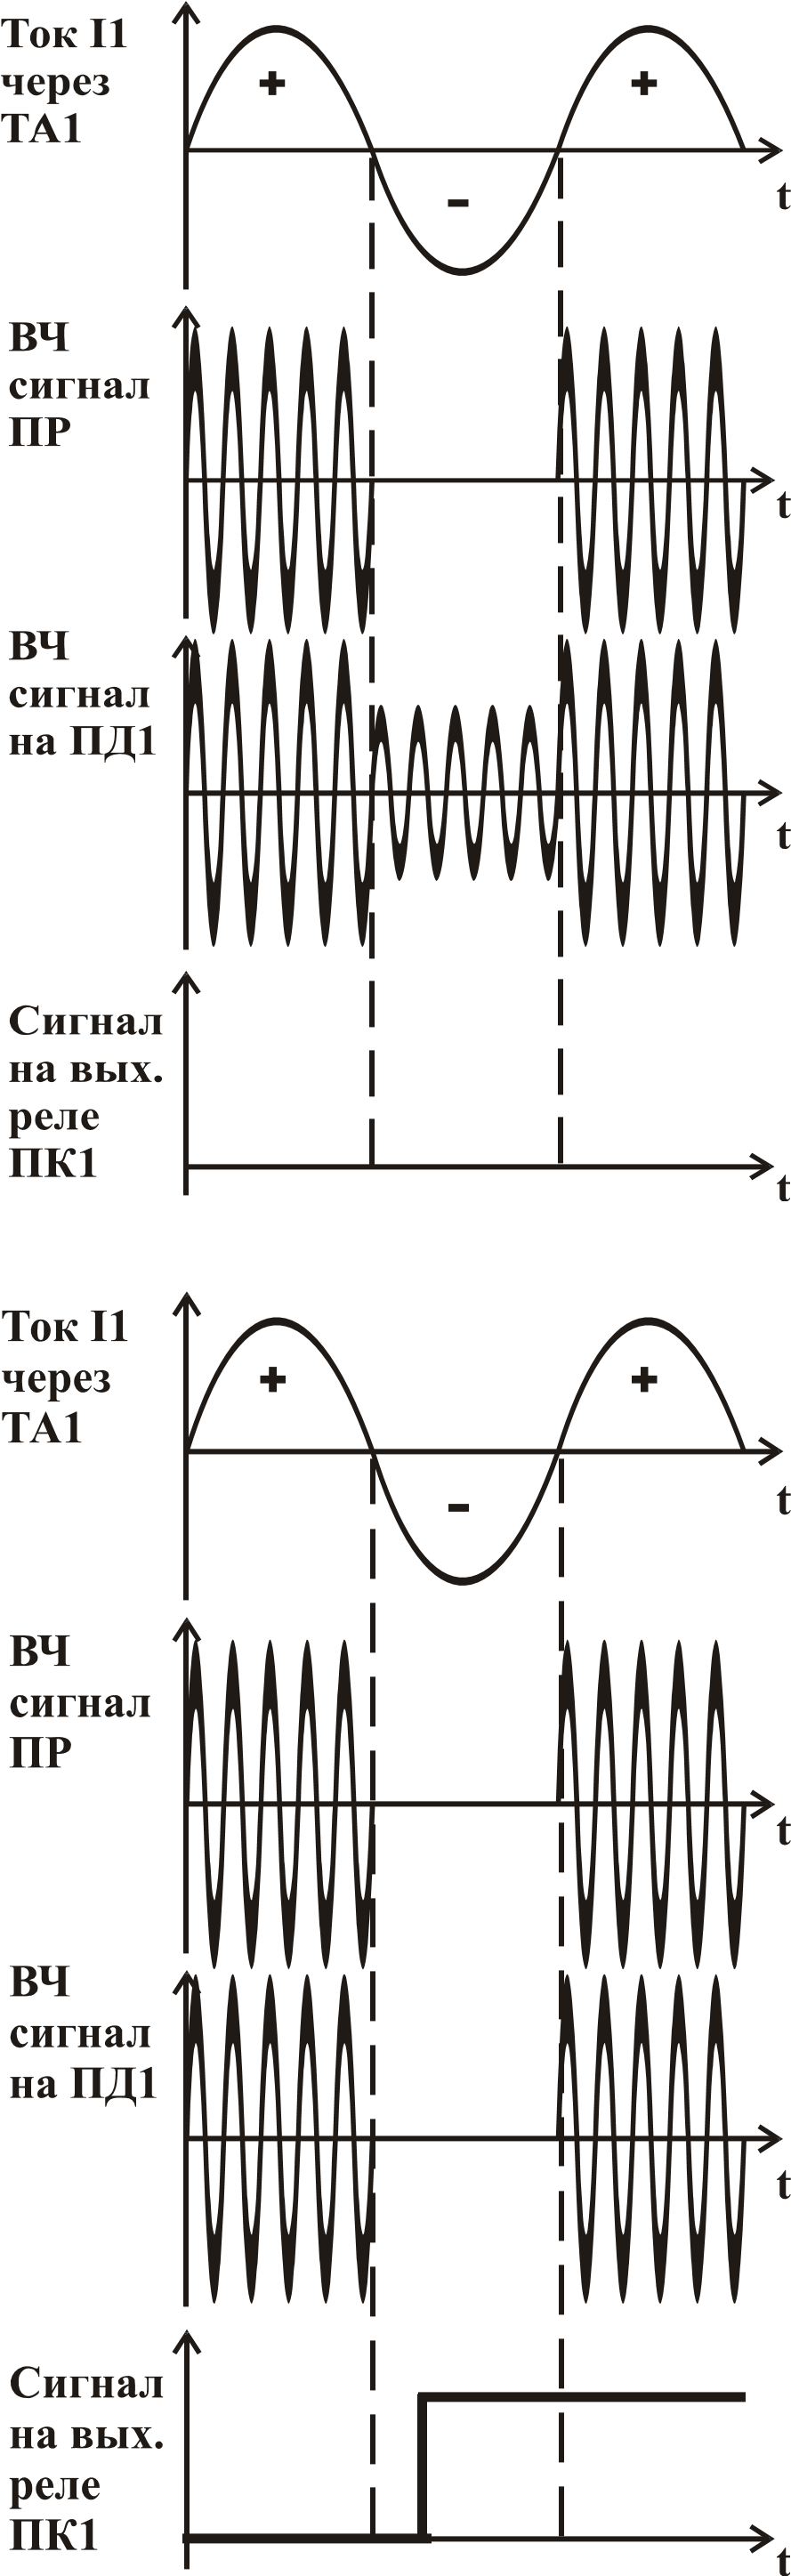 Ток I1
через
ТА1
+
+
-
t
ВЧ
сигнал
ПР
t
ВЧ
сигнал
на ПД1
t
Сигнал
на вых.
реле
ПК1
t
Ток I1
через
ТА1
+
+
-
t
ВЧ
сигнал
ПР
t
ВЧ
сигнал
на ПД1
t
Сигнал
на вых.
реле
ПК1
t